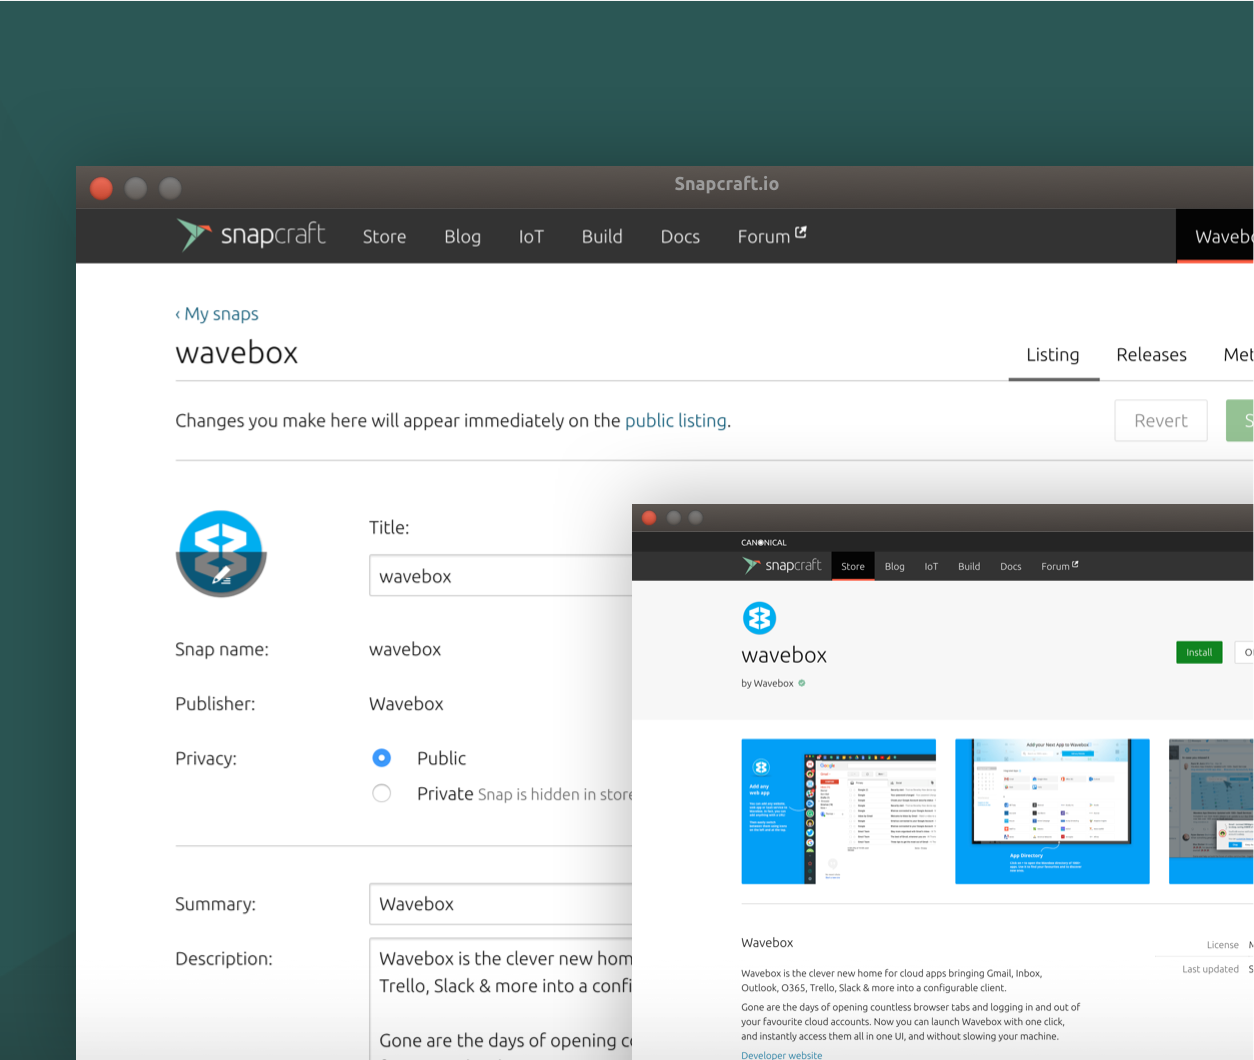 Snapcraft.io
snapcraft Store Blog IoT Build Docs Forum
‹ My snaps
wavebox
Listing Releases
Changes you make here will appear immediately on the public listing.
Revert
Title:
wavebox
Snap name: wavebox
Publisher: Wavebox
Privacy: Public
Private Snap is hidden in store
Summary: Wavebox
Description: Wavebox is the clever new hom
Trello, Slack & more into a confi
Gone are the days of opening
CANONICAL
snapcraft Store Blog IoT Build Docs Forum
wavebox
by Wavebox
Install
Add any
web app
Google
Add your Next App to Wavebox
App Directory
Wavebox
Wavebox is the clever new home for cloud apps bringing Gmail, Inbox,
Outlook, O365, Trello, Slack & more into a configurable client.
Gone are the days of opening countless browser tabs and logging in and out of
your favourite cloud accounts. Now you can launch Wavebox with one click,
and instantly access them all in one UI, and without slowing your machine.
Developer website
License
Last updated